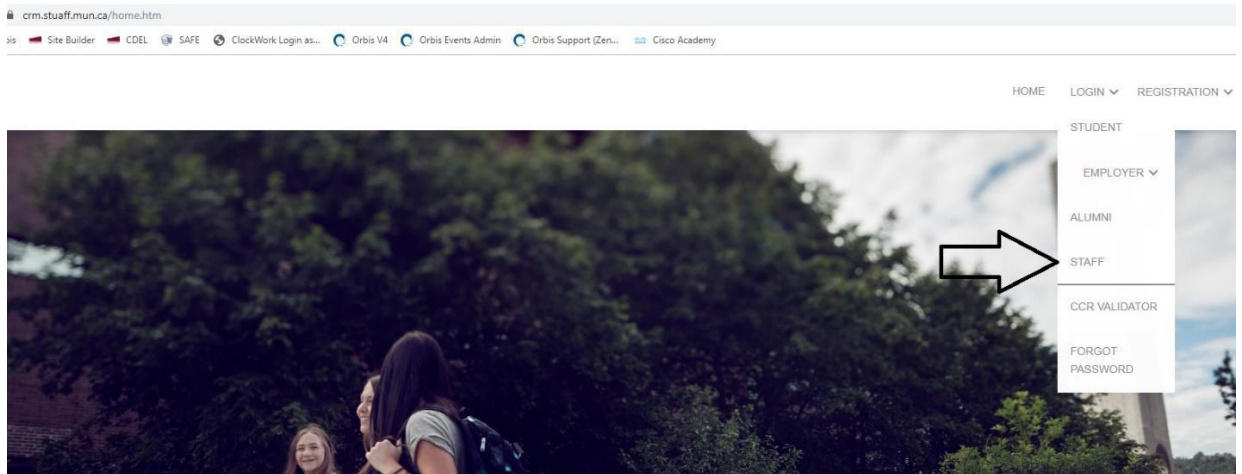 crm.stuaff.mun.ca/home.htm
Site Builder CDEL SAFE ClockWork Login as... Orbis V4 Orbis Events Admin Orbis Support (Zen... Cisco Academy
HOME LOGIN REGISTRATION
STUDENT
EMPLOYER
ALUMNI
STAFF
CCR VALIDATOR
FORGOT
PASSWORD